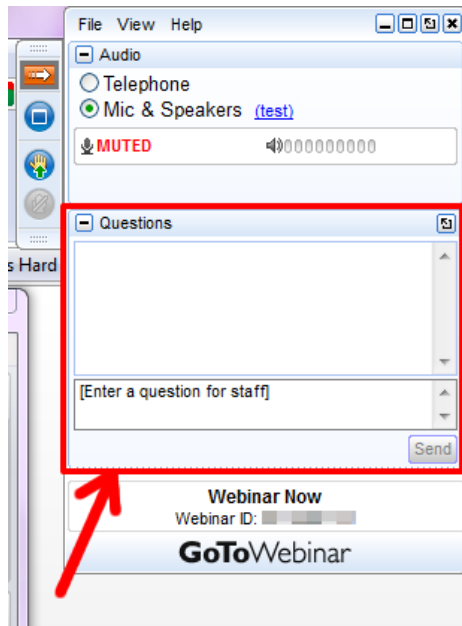 File View Help
Audio
Telephone
Mic & Speakers (test)
MUTED
s Hard
Questions
[Enter a question for staff]
Send
Webinar Now
Webinar ID:
GoToWebinar